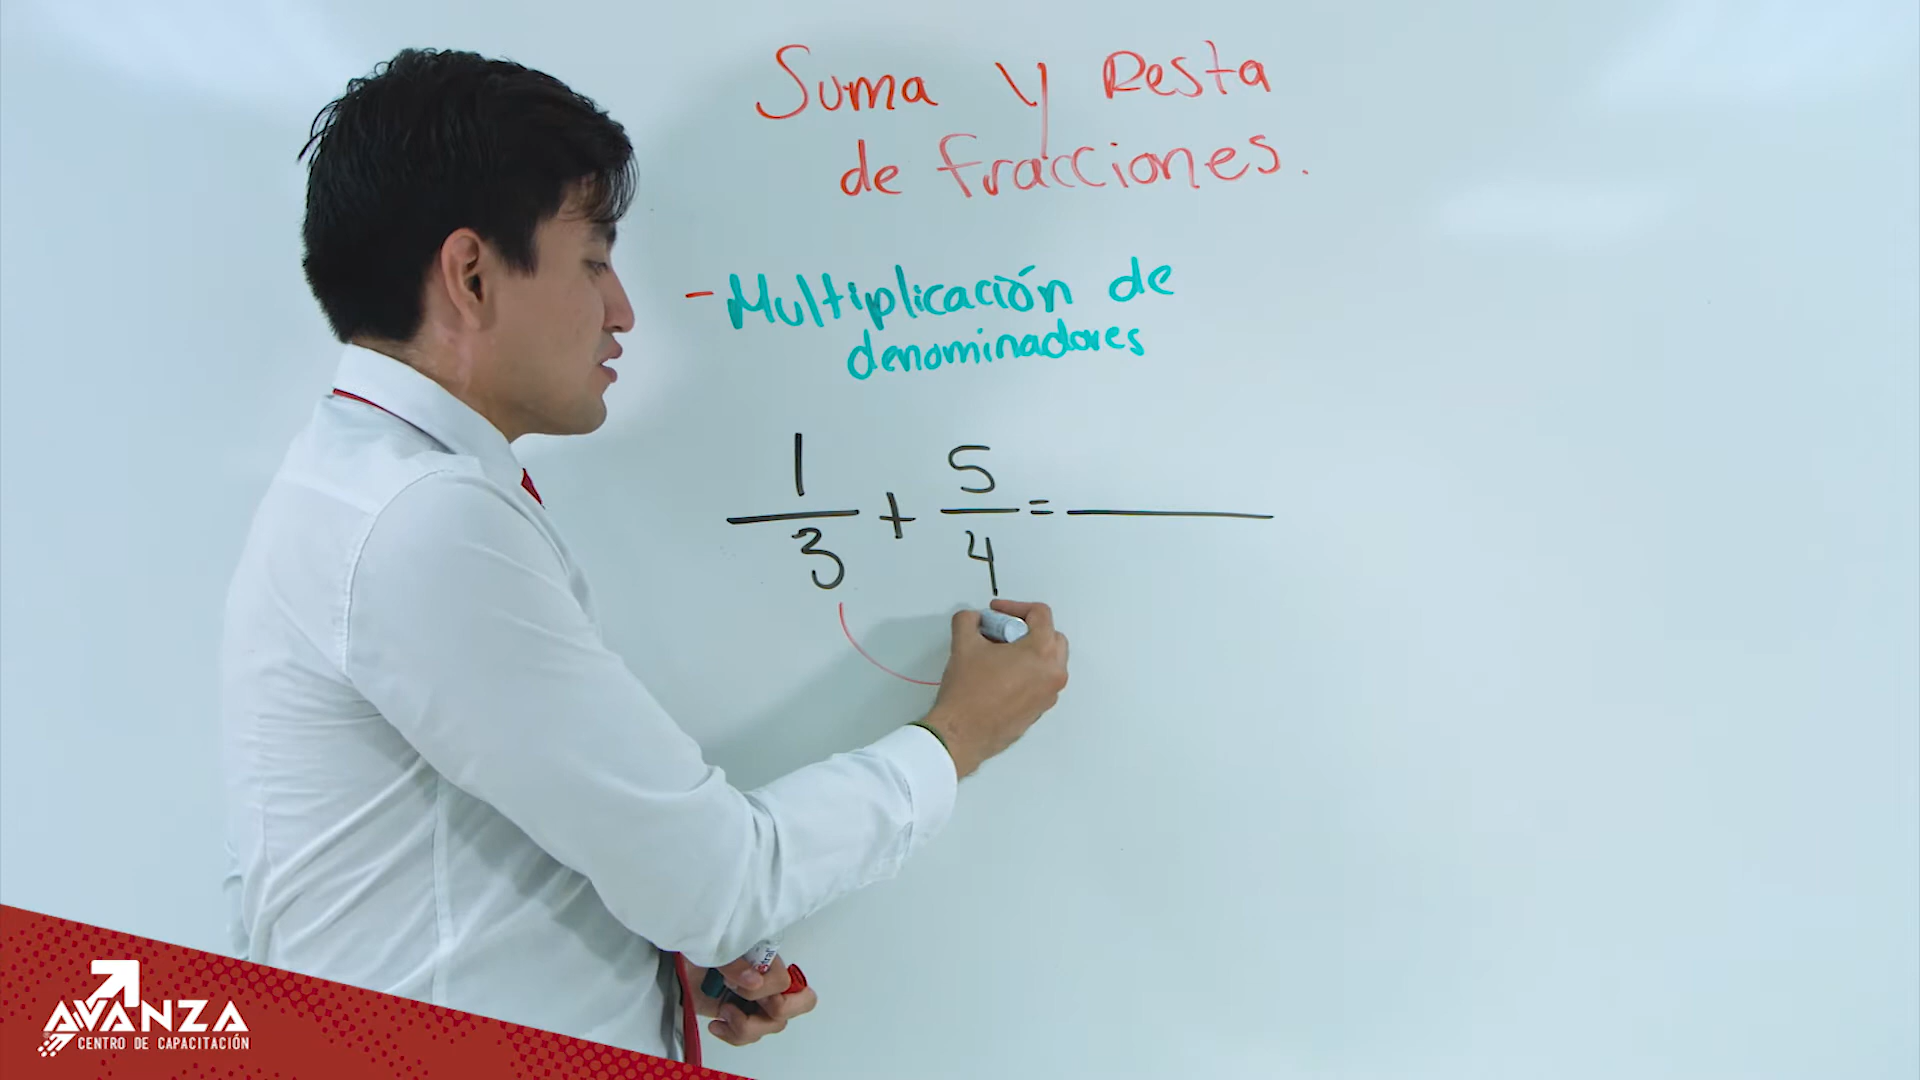 Suma y Resta
de fracciones.
- Multiplicación de
denominadores
1/3 + 5/4 =
AVANZA
CENTRO DE CAPACITACIÓN